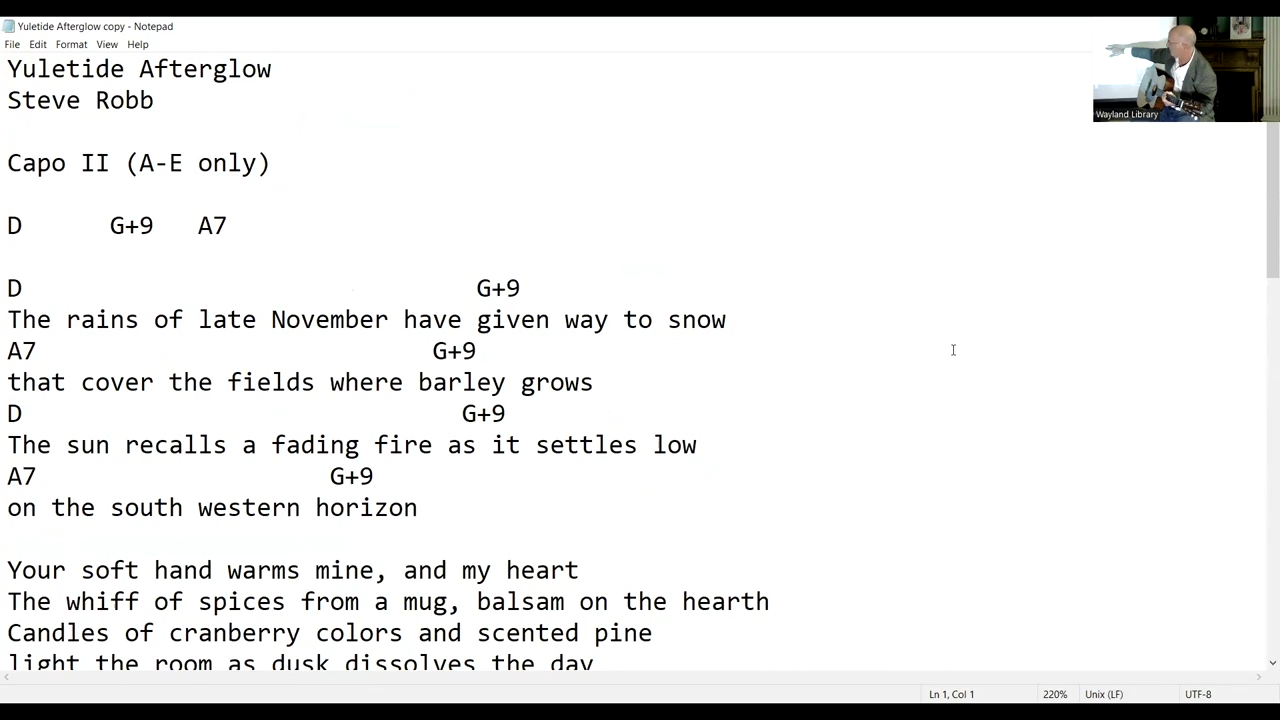 Yuletide Afterglow copy - Notepad
File Edit Format View Help
Yuletide Afterglow
Steve Robb
Wayland Library
Capo II (A-E only)
D G+9 A7
D G+9
The rains of late November have given way to snow
A7 G+9
that cover the fields where barley grows
D G+9
The sun recalls a fading fire as it settles low
A7 G+9
on the south western horizon
Your soft hand warms mine, and my heart
The whiff of spices from a mug, balsam on the hearth
Candles of cranberry colors and scented pine
light the room as dusk dissolves the day
Ln 1, Col 1 220% Unix (LF) UTF-8